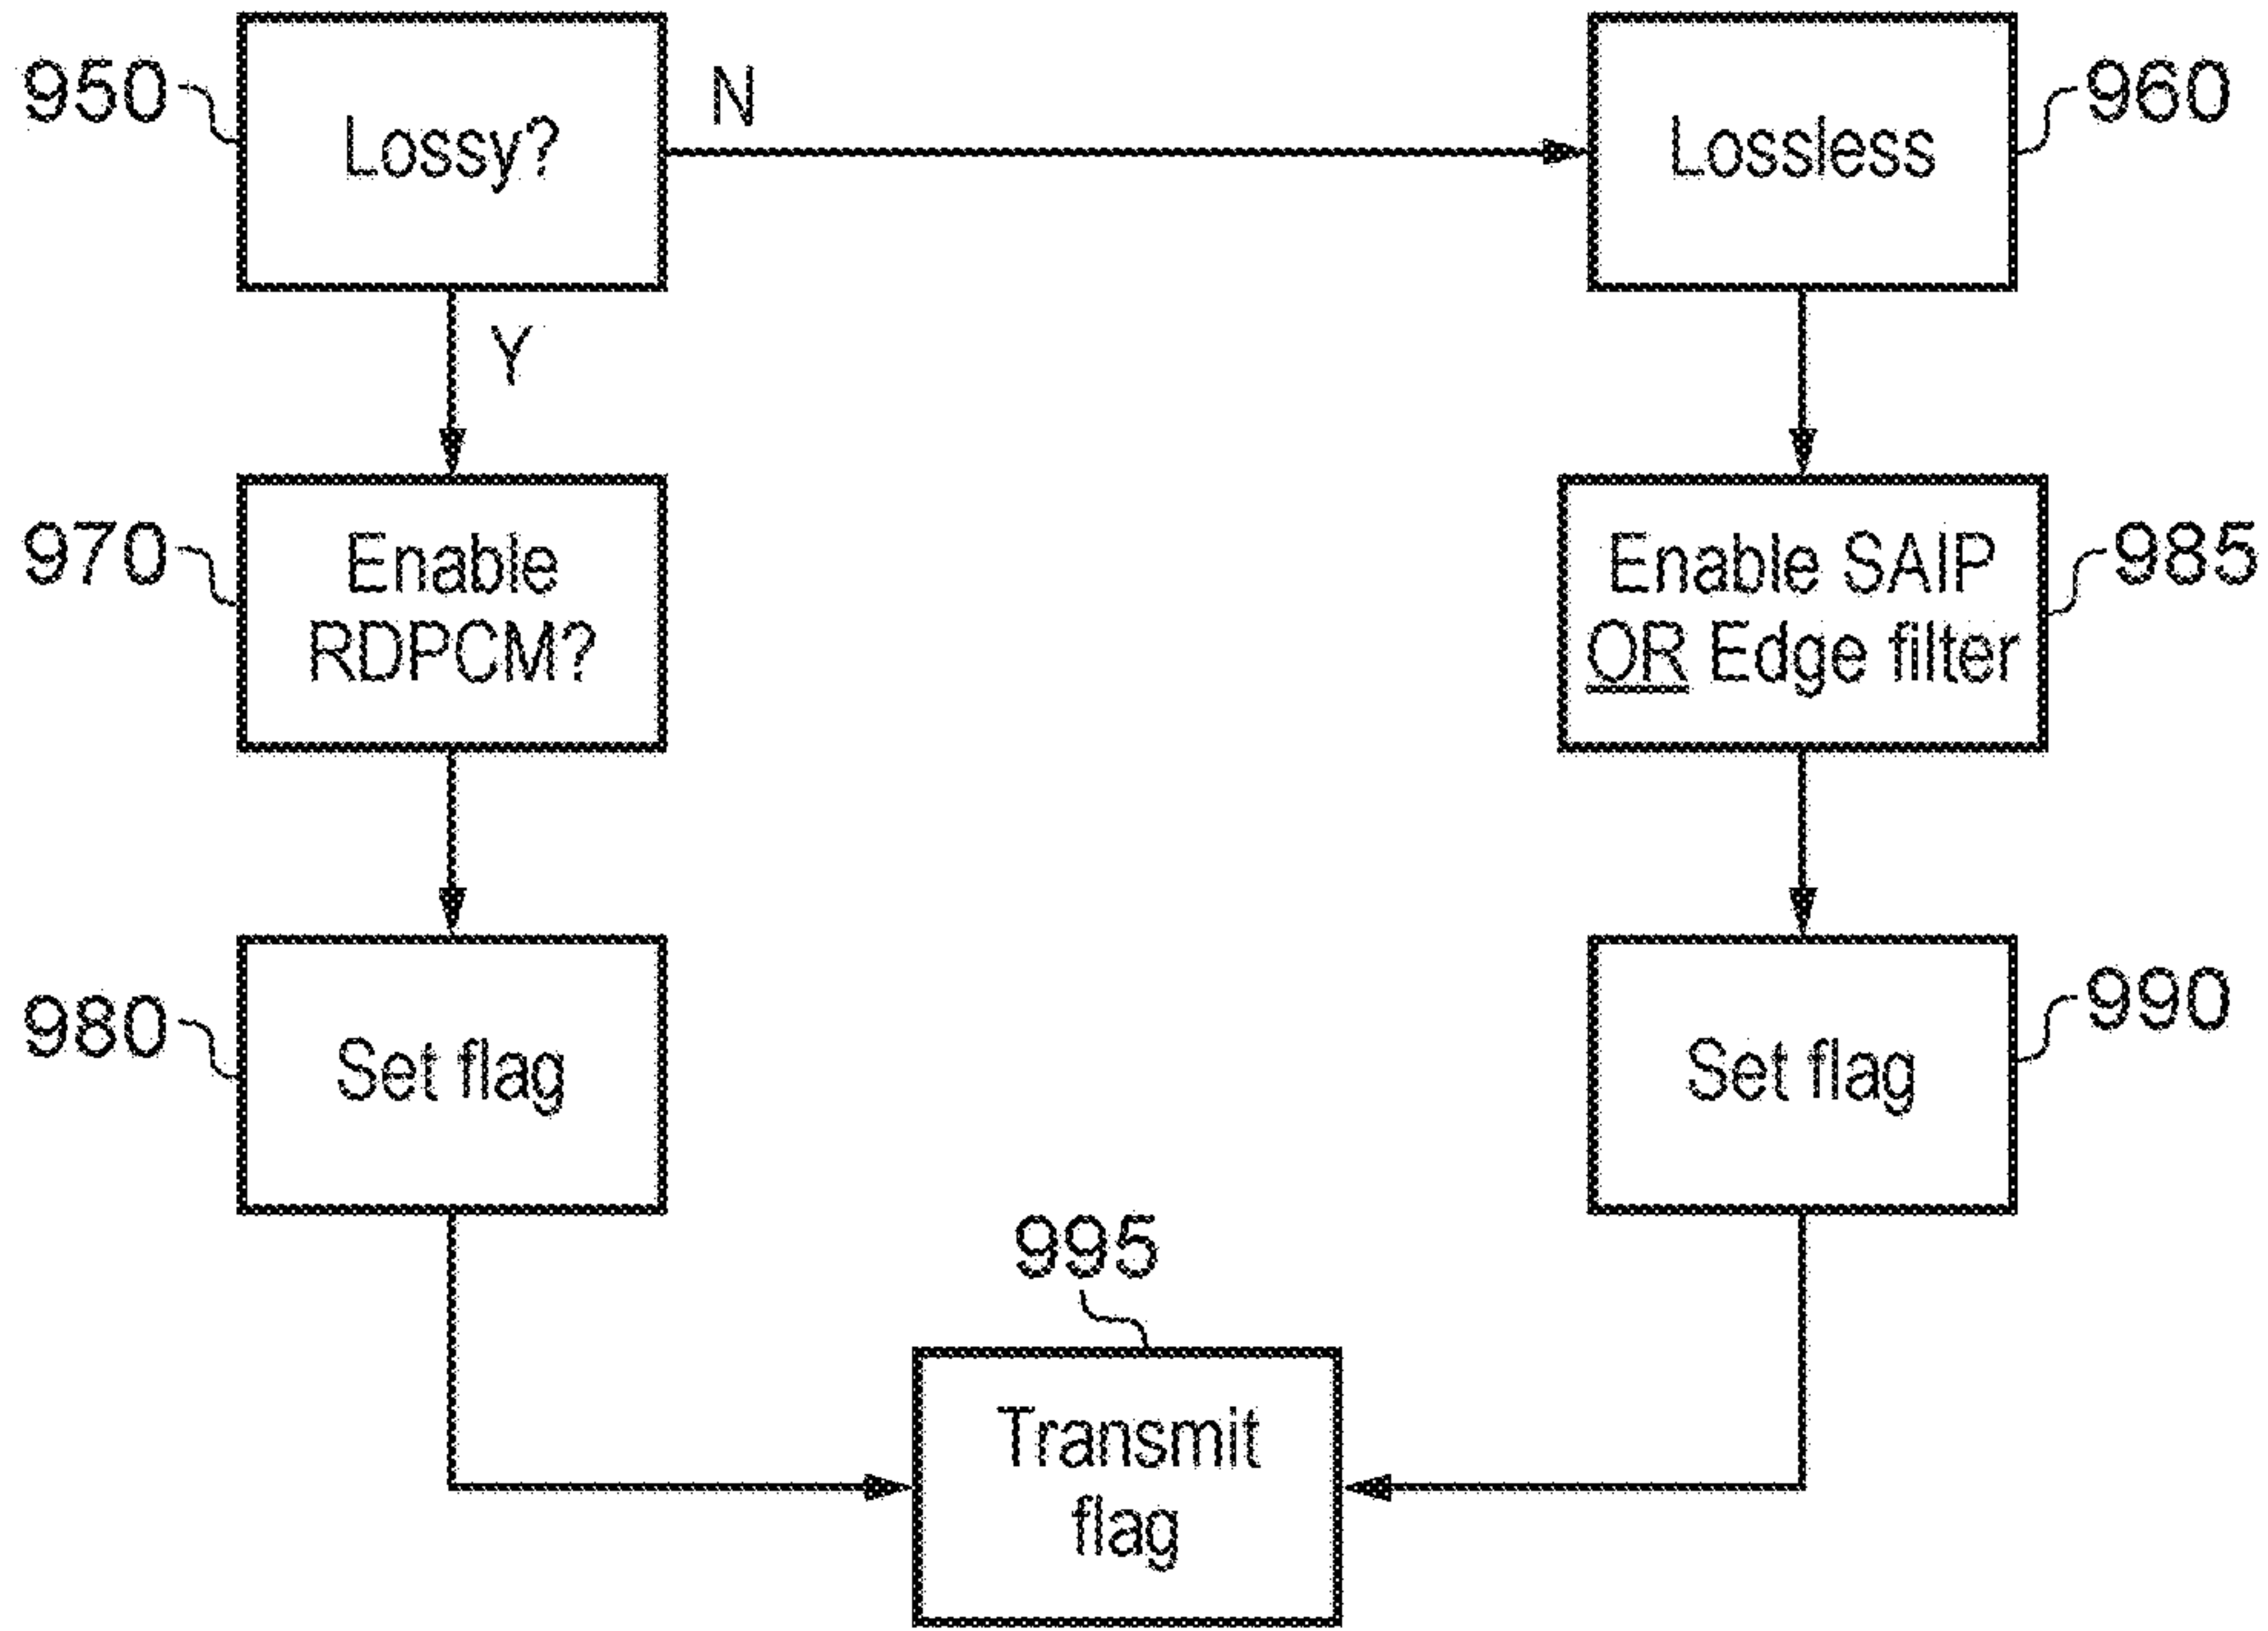 950
Lossy?
N
Lossless
960
Y
970
Enable
RDPCM?
Enable SAIP
OR Edge filter
985
980
Set flag
Set flag
990
995
Transmit
flag